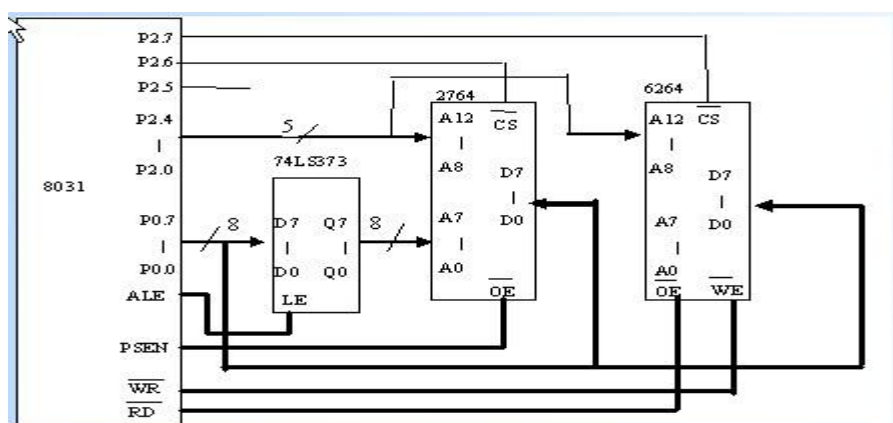 P2.7
P2.6
P2.5
P2.4
P2.0
8031
P0.7
P0.0
ALE
PSEN
WR
RD
5
8
74LS373
D7 Q7
D0 Q0
LE
8
2764
A12 CS
A8 D7
A7 D0
A0
OE
6264
A12 CS
A8 D7
A7 D0
A0
OE WE